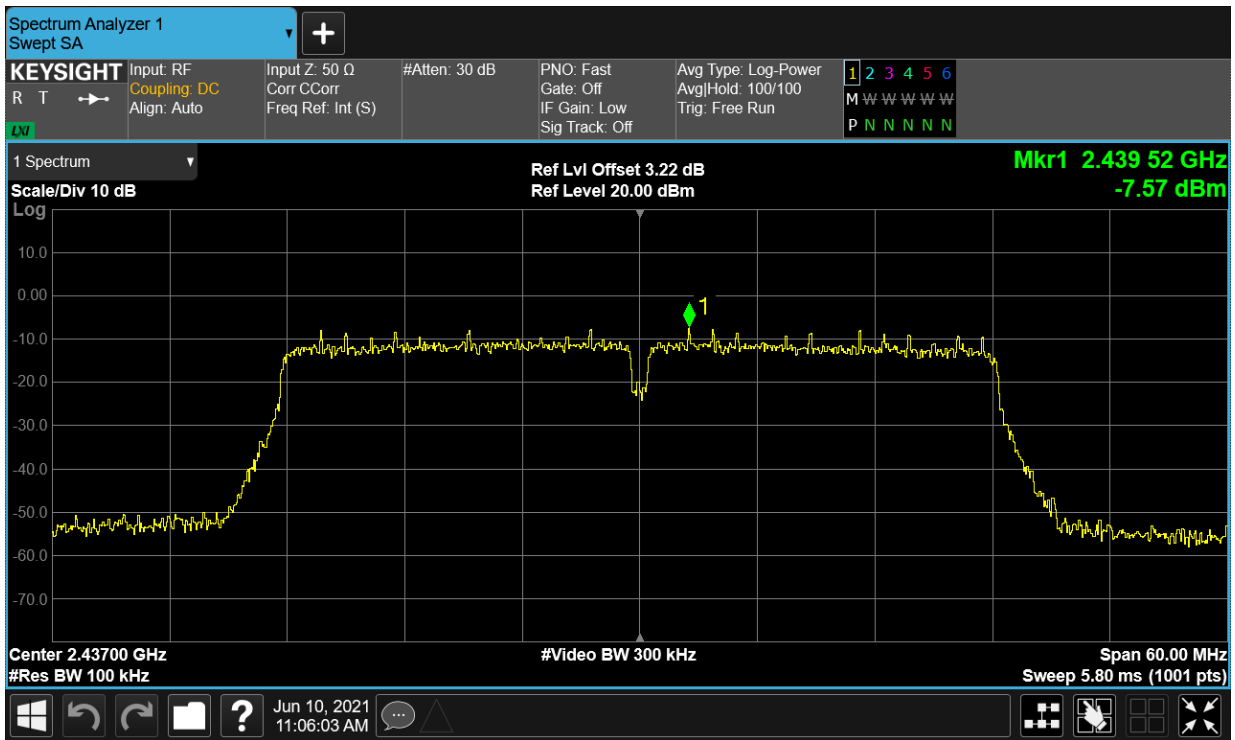 Spectrum Analyzer 1
Swept SA
KEYSIGHT
R T
LXI
Input: RF
Coupling: DC
Align: Auto
Input Z: 50 Ω
Corr CCorr
Freq Ref: Int (S)
#Atten: 30 dB
PNO: Fast
Gate: Off
IF Gain: Low
Sig Track: Off
Avg Type: Log-Power
Avg|Hold: 100/100
Trig: Free Run
1 2 3 4 5 6
M W W W W W
P N N N N N
1 Spectrum
Scale/Div 10 dB
Log
Ref Lvl Offset 3.22 dB
Ref Level 20.00 dBm
Mkr1 2.439 52 GHz
-7.57 dBm
10.0
0.00
-10.0
-20.0
-30.0
-40.0
-50.0
-60.0
-70.0
1
Center 2.43700 GHz
#Res BW 100 kHz
#Video BW 300 kHz
Span 60.00 MHz
Sweep 5.80 ms (1001 pts)
?
Jun 10, 2021
11:06:03 AM